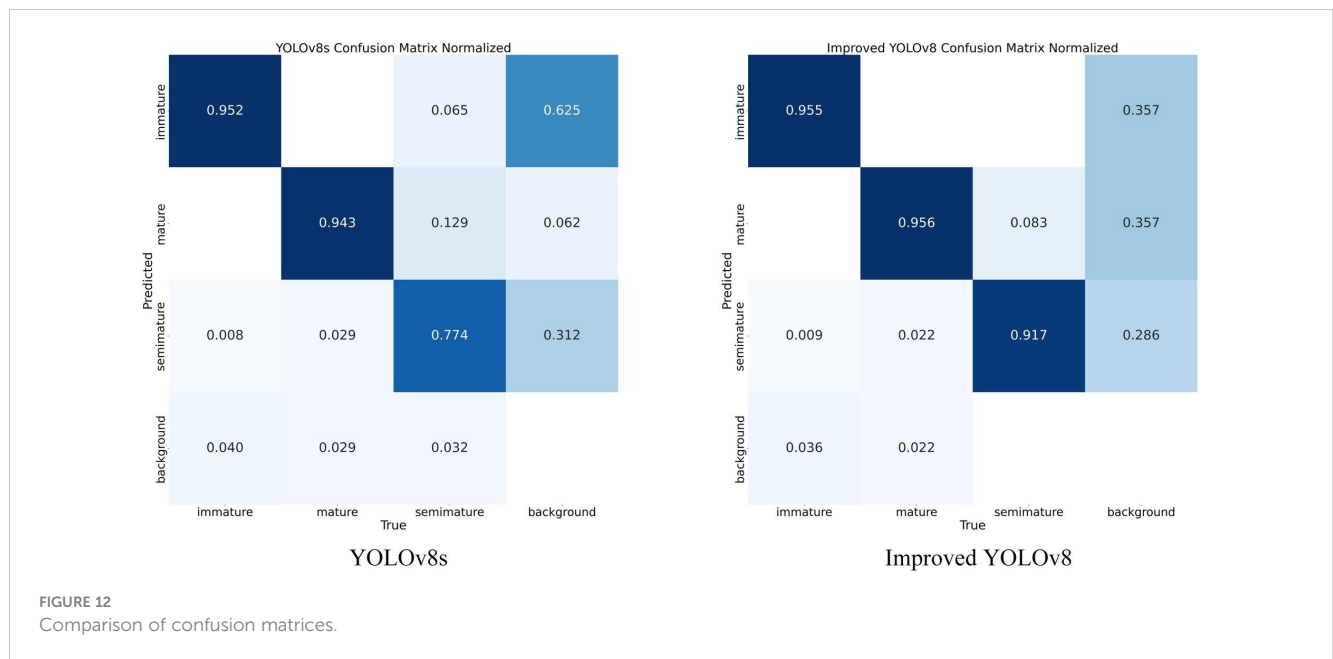 YOLOv8s Confusion Matrix Normalized
immature
0.952
0.065
0.625
mature
0.943
0.129
0.062
Predicted
semimature
0.008
0.029
0.774
0.312
background
0.040
0.029
0.032
immature
mature
semimature
background
True
YOLOv8s
Improved YOLOv8 Confusion Matrix Normalized
immature
0.955
0.357
mature
0.956
0.083
0.357
Predicted
semimature
0.009
0.022
0.917
0.286
background
0.036
0.022
immature
mature
semimature
background
True
Improved YOLOv8
FIGURE 12
Comparison of confusion matrices.